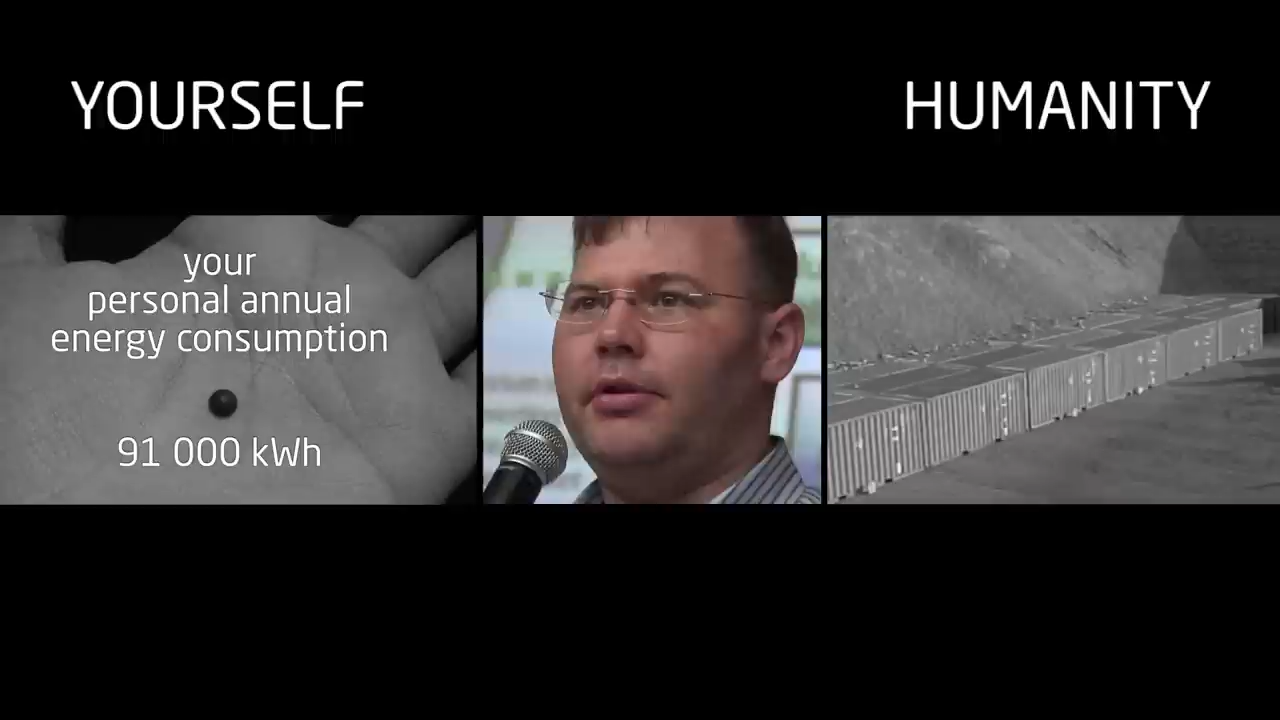 YOURSELF
HUMANITY
your
personal annual
energy consumption
91 000 kWh